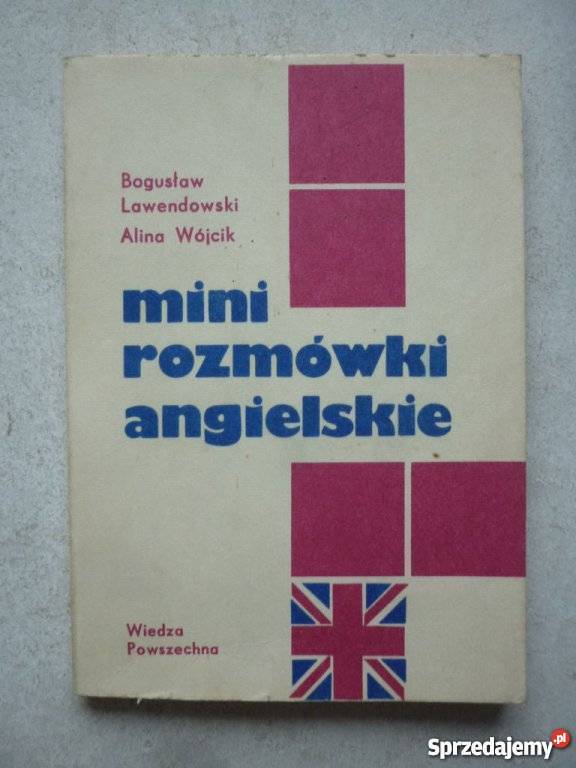 Bogusław
Lawendowski
Alina Wójcik
mini
rozmówki
angielskie
Wiedza
Powszechna
Sprzedajemy.pl